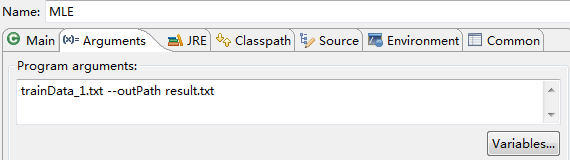 Name: MLE
Main (x)= Arguments JRE Classpath Source Environment Common
Program arguments:
trainData_1.txt --outPath result.txt
Variables...